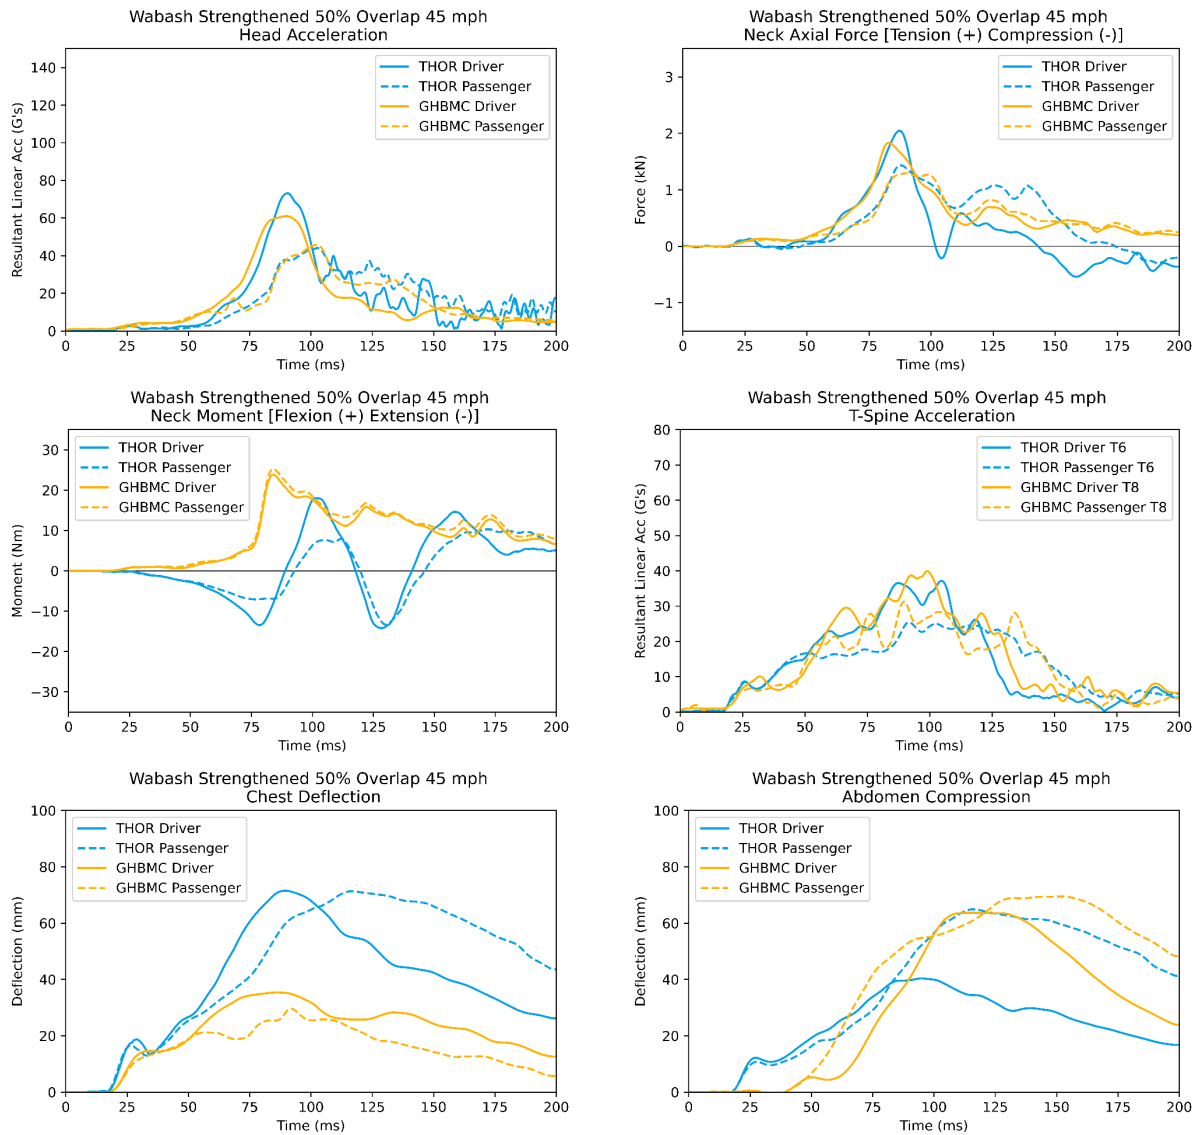 Wabash Strengthened 50% Overlap 45 mph
Head Acceleration
Resultant Linear Acc (G's)
140
120
100
80
60
40
20
0
THOR Driver
THOR Passenger
GHBMC Driver
GHBMC Passenger
0 25 50 75 100 125 150 175 200
Time (ms)
Wabash Strengthened 50% Overlap 45 mph
Neck Axial Force [Tension (+) Compression (-)]
Force (kN)
3
2
1
0
−1
THOR Driver
THOR Passenger
GHBMC Driver
GHBMC Passenger
0 25 50 75 100 125 150 175 200
Time (ms)
Wabash Strengthened 50% Overlap 45 mph
Neck Moment [Flexion (+) Extension (-)]
Moment (Nm)
30
20
10
0
−10
−20
−30
THOR Driver
THOR Passenger
GHBMC Driver
GHBMC Passenger
0 25 50 75 100 125 150 175 200
Time (ms)
Wabash Strengthened 50% Overlap 45 mph
T-Spine Acceleration
Resultant Linear Acc (G's)
80
70
60
50
40
30
20
10
0
THOR Driver T6
THOR Passenger T6
GHBMC Driver T8
GHBMC Passenger T8
0 25 50 75 100 125 150 175 200
Time (ms)
Wabash Strengthened 50% Overlap 45 mph
Chest Deflection
Deflection (mm)
100
80
60
40
20
0
THOR Driver
THOR Passenger
GHBMC Driver
GHBMC Passenger
0 25 50 75 100 125 150 175 200
Time (ms)
Wabash Strengthened 50% Overlap 45 mph
Abdomen Compression
Deflection (mm)
100
80
60
40
20
0
THOR Driver
THOR Passenger
GHBMC Driver
GHBMC Passenger
0 25 50 75 100 125 150 175 200
Time (ms)